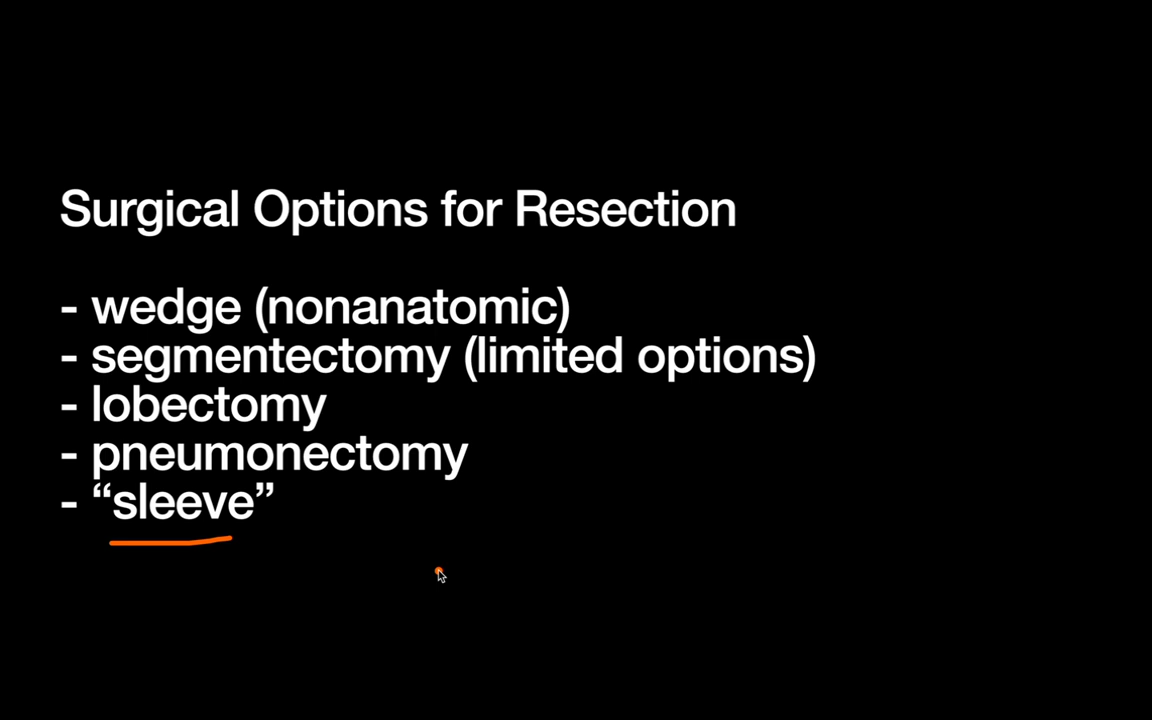 Surgical Options for Resection
- wedge (nonanatomic)
- segmentectomy (limited options)
- lobectomy
- pneumonectomy
- “sleeve”